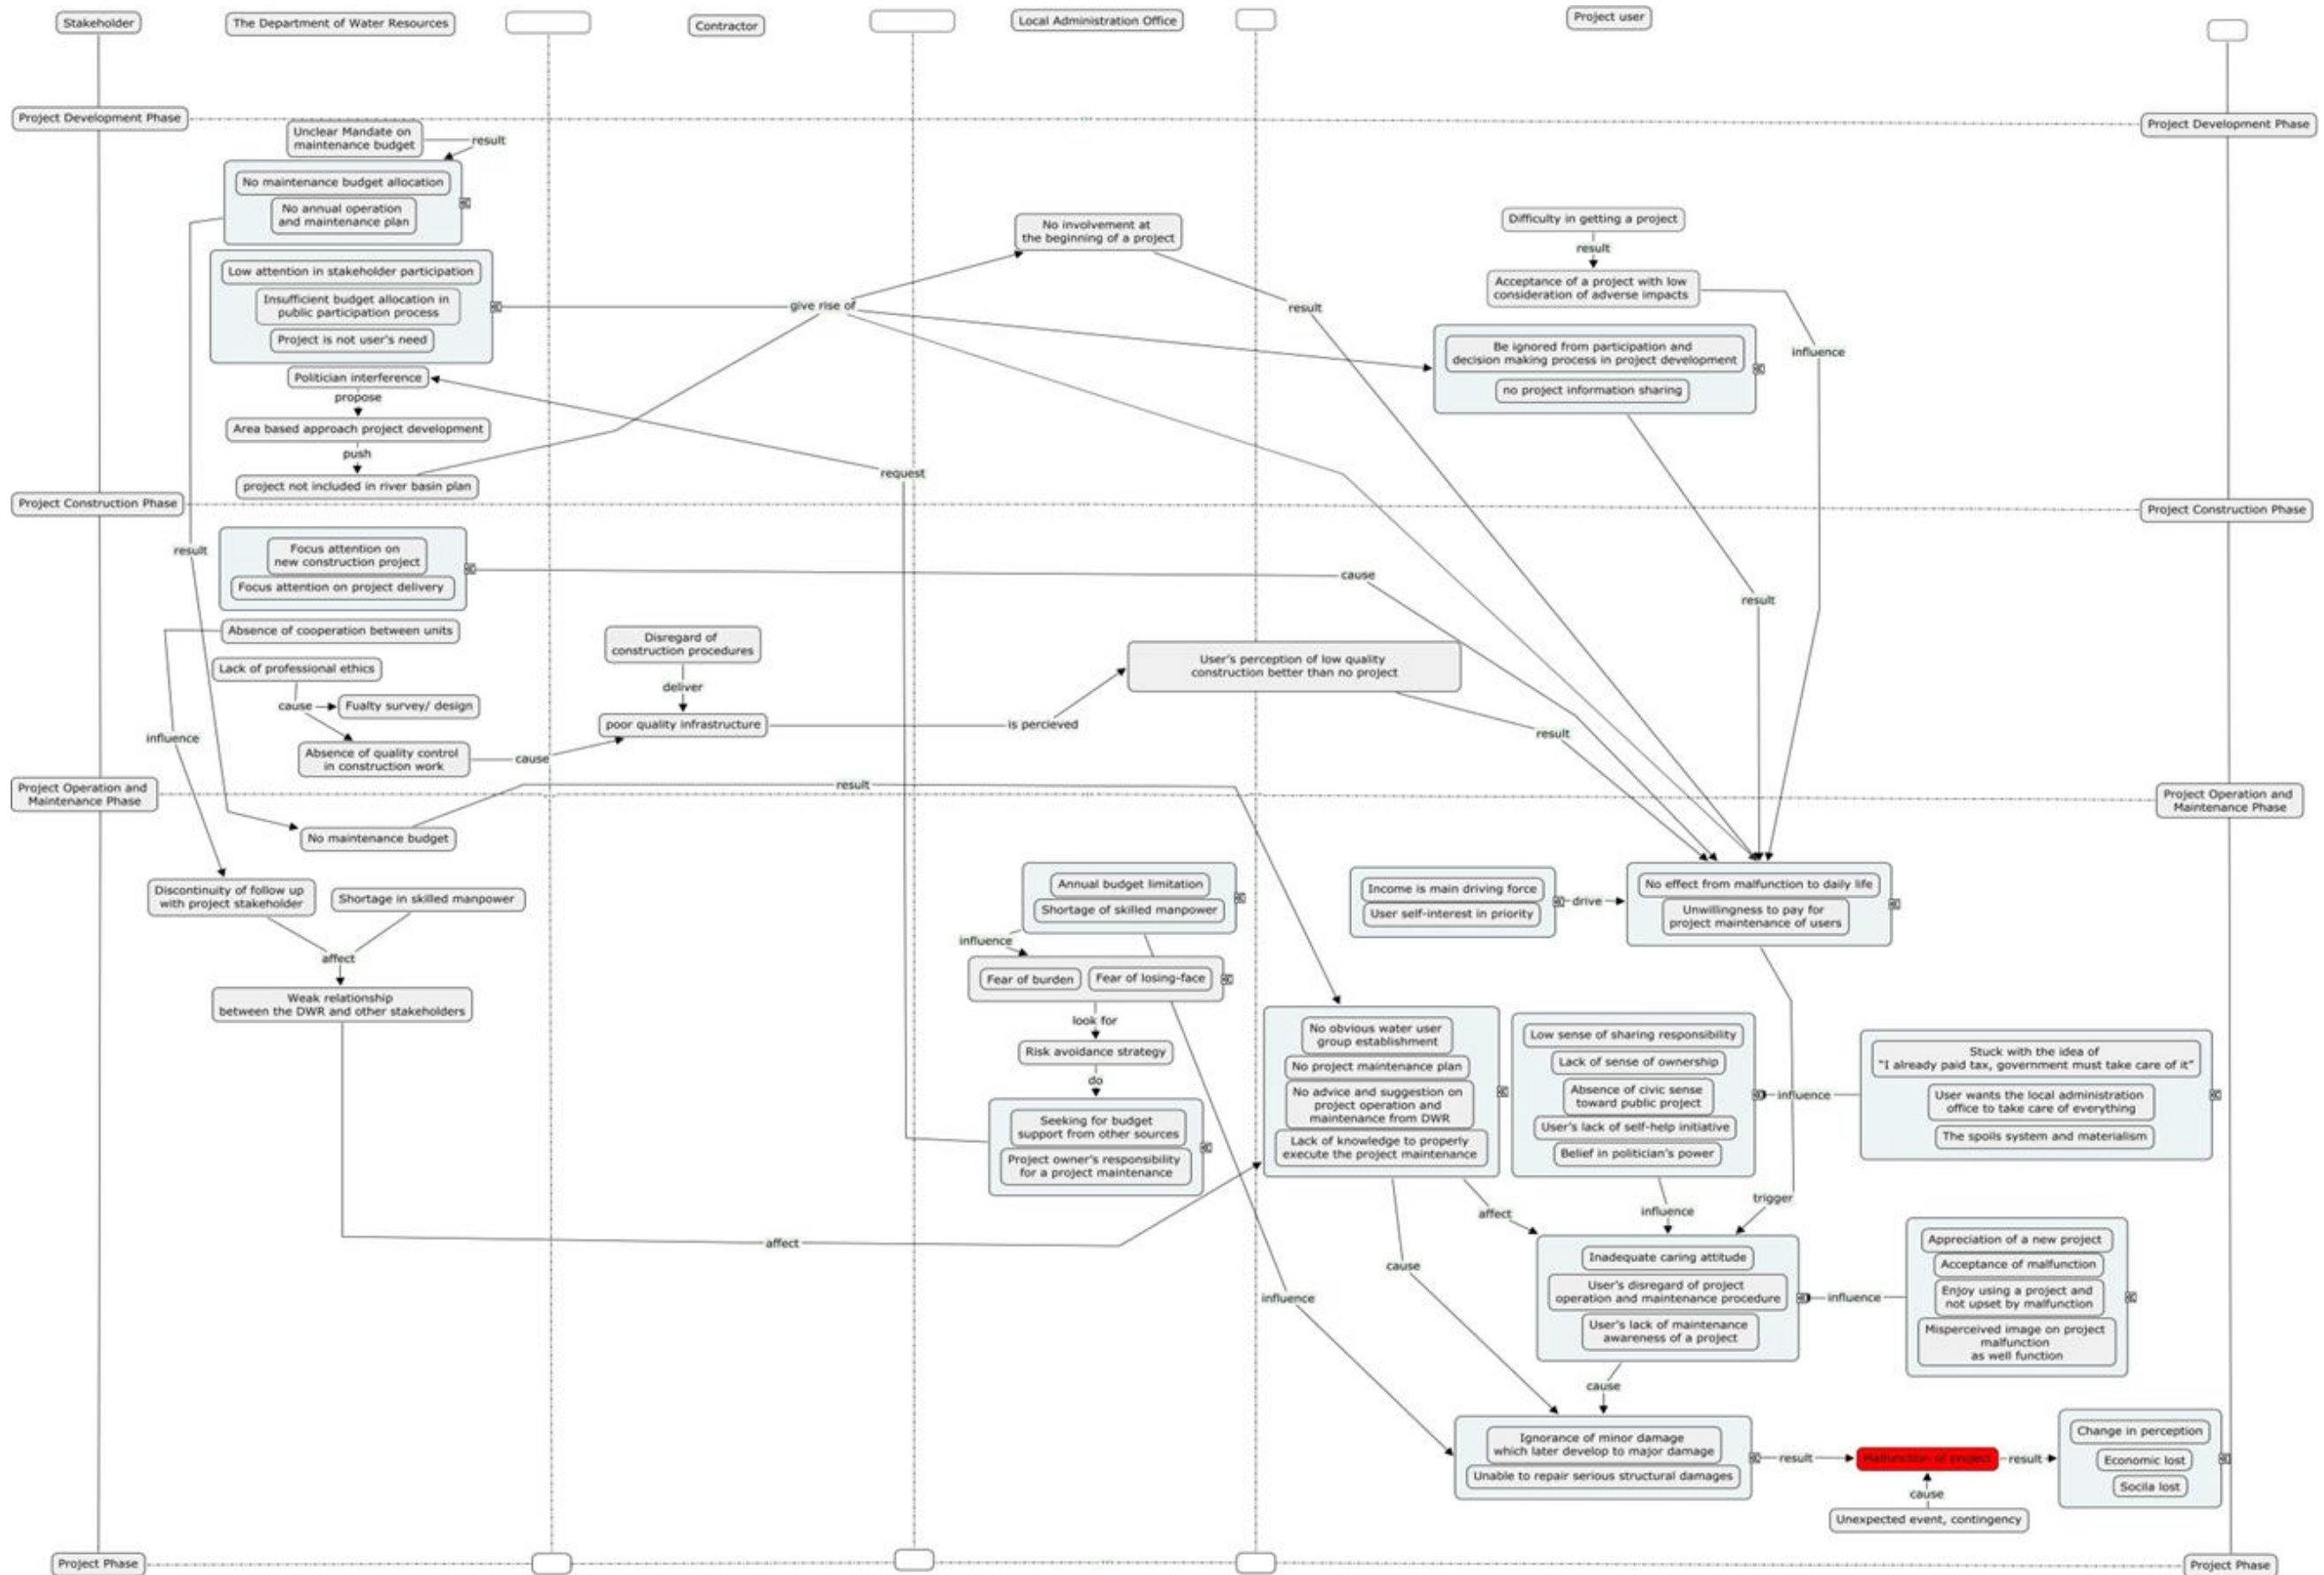 Stakeholder
The Department of Water Resources
Contractor
Local Administration Office
Project user
Project Development Phase
Project Development Phase
Unclear Mandate on
maintenance budget
result
No maintenance budget allocation
No annual operation
and maintenance plan
Low attention in stakeholder participation
Insufficient budget allocation in
public participation process
Project is not user's need
give rise of
No involvement at
the beginning of a project
result
Difficulty in getting a project
result
Acceptance of a project with low
consideration of adverse impacts
influence
Be ignored from participation and
decision making process in project development
no project information sharing
Politician interference
propose
Area based approach project development
push
project not included in river basin plan
request
Project Construction Phase
Project Construction Phase
result
Focus attention on
new construction project
Focus attention on project delivery
cause
result
Absence of cooperation between units
Lack of professional ethics
cause
Fualty survey/ design
influence
Absence of quality control
in construction work
cause
Disregard of
construction procedures
deliver
poor quality infrastructure
is percieved
User's perception of low quality
construction better than no project
result
Project Operation and
Maintenance Phase
result
Project Operation and
Maintenance Phase
No maintenance budget
Discontinuity of follow up
with project stakeholder
Shortage in skilled manpower
affect
Weak relationship
between the DWR and other stakeholders
affect
Annual budget limitation
Shortage of skilled manpower
influence
Fear of burden
Fear of losing-face
look for
Risk avoidance strategy
do
Seeking for budget
support from other sources
Project owner's responsibility
for a project maintenance
influence
Income is main driving force
User self-interest in priority
drive
No effect from malfunction to daily life
Unwillingness to pay for
project maintenance of users
No obvious water user
group establishment
No project maintenance plan
No advice and suggestion on
project operation and
maintenance from DWR
Lack of knowledge to properly
execute the project maintenance
Low sense of sharing responsibility
Lack of sense of ownership
Absence of civic sense
toward public project
User's lack of self-help initiative
Belief in politician's power
influence
Stuck with the idea of
"I already paid tax, government must take care of it"
User wants the local administration
office to take care of everything
The spoils system and materialism
affect
influence
trigger
cause
Inadequate caring attitude
User's disregard of project
operation and maintenance procedure
User's lack of maintenance
awareness of a project
influence
Appreciation of a new project
Acceptance of malfunction
Enjoy using a project and
not upset by malfunction
Misperceived image on project
malfunction
as well function
cause
Ignorance of minor damage
which later develop to major damage
Unable to repair serious structural damages
result
Malfunction of project
result
Change in perception
Economic lost
Socila lost
cause
Unexpected event, contingency
Project Phase
Project Phase